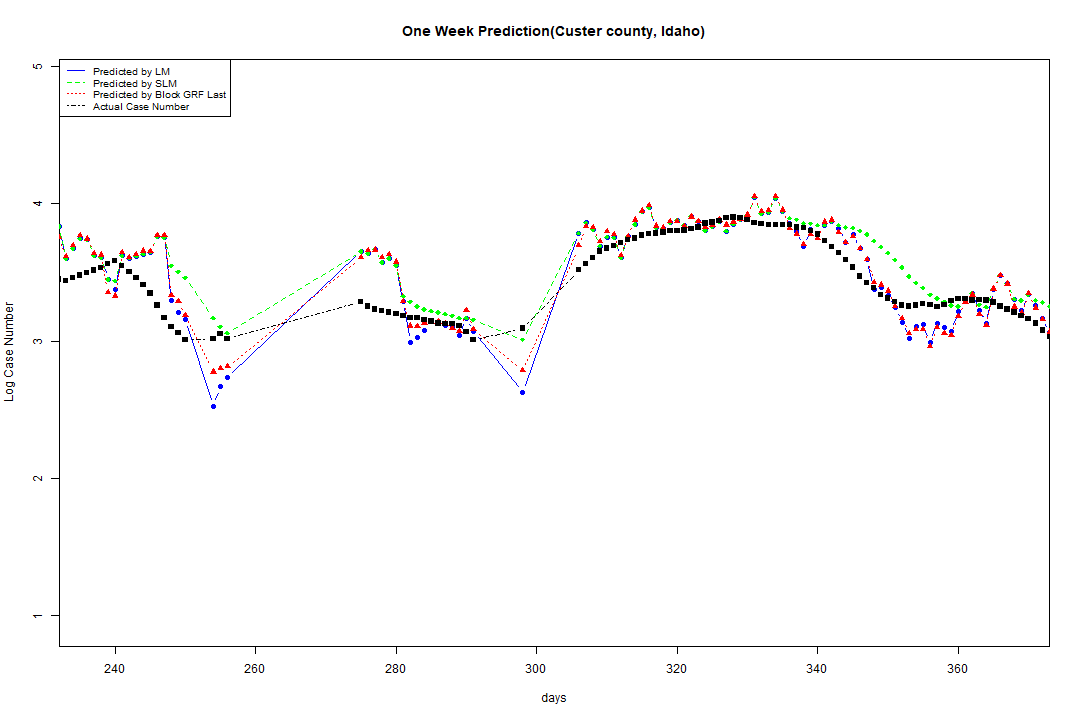 One Week Prediction(Custer county, Idaho)
Predicted by LM
Predicted by SLM
Predicted by Block GRF Last
Actual Case Number
5
4
3
2
1
Log Case Number
240 260 280 300 320 340 360
days